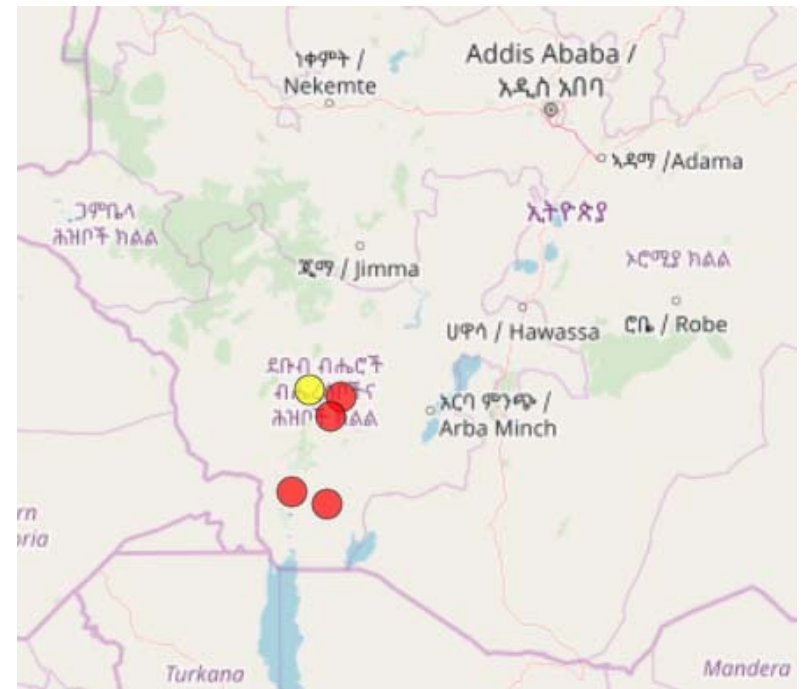 ነቀምት /
Nekemte
Addis Ababa /
አዲስ አበባ
አዳማ /Adama
ጋምቤላ
ሕዝቦች ክልል
ኢትዮጵያ
ጂማ / Jimma
ኦሮሚያ ክልል
ሀዋሳ / Hawassa
ሮቤ / Robe
ደቡብ ብሔሮች
አርባ ምንጭ /
Arba Minch
ሕዝቦች ክልል
Turkana
Mandera